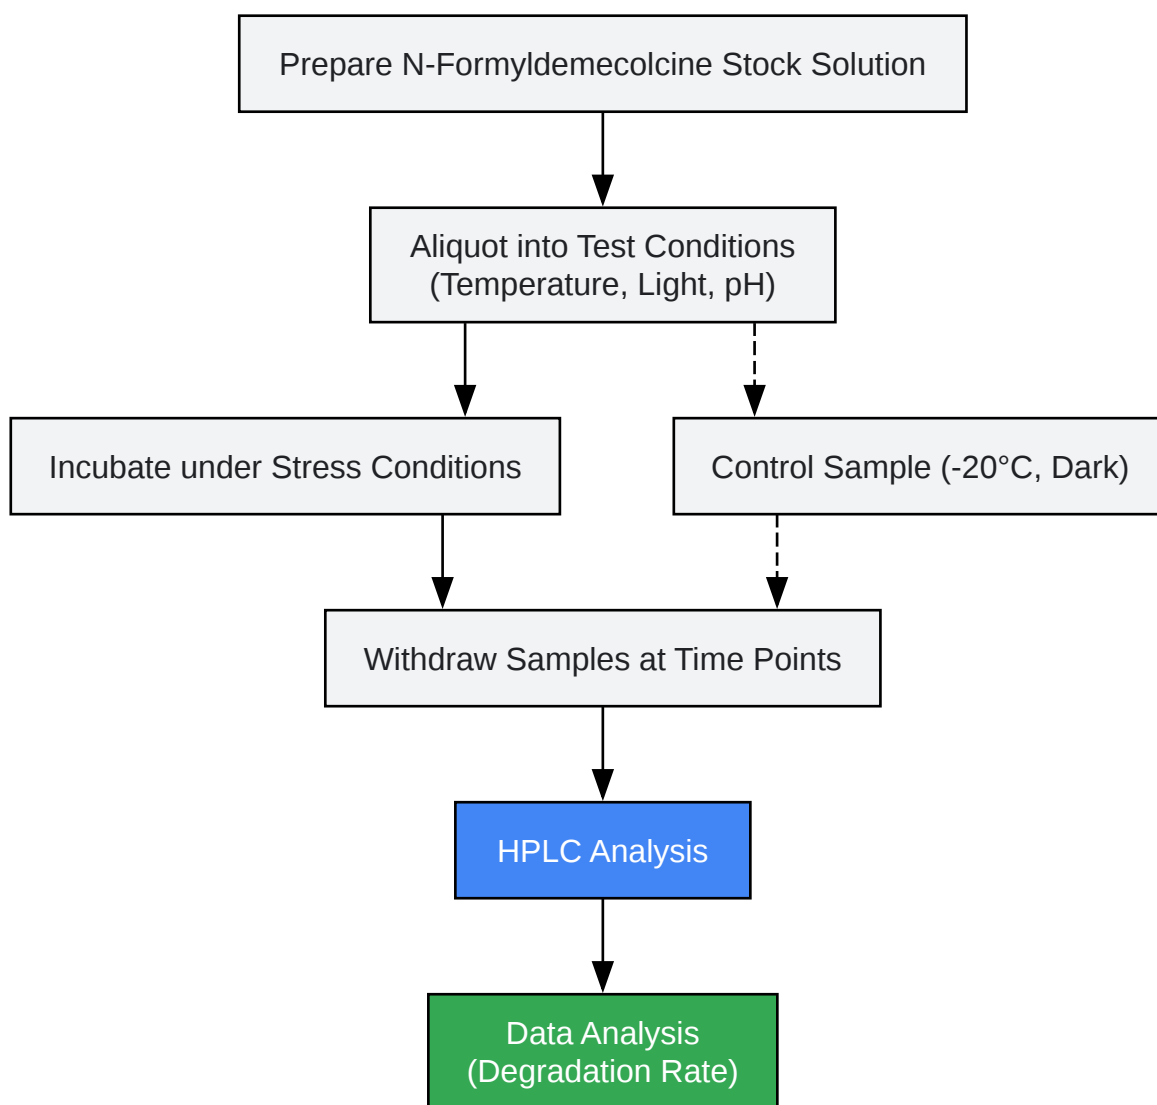 Prepare N-Formyldemecolcine Stock Solution
Aliquot into Test Conditions
(Temperature, Light, pH)
Incubate under Stress Conditions
Control Sample (-20°C, Dark)
Withdraw Samples at Time Points
HPLC Analysis
Data Analysis
(Degradation Rate)